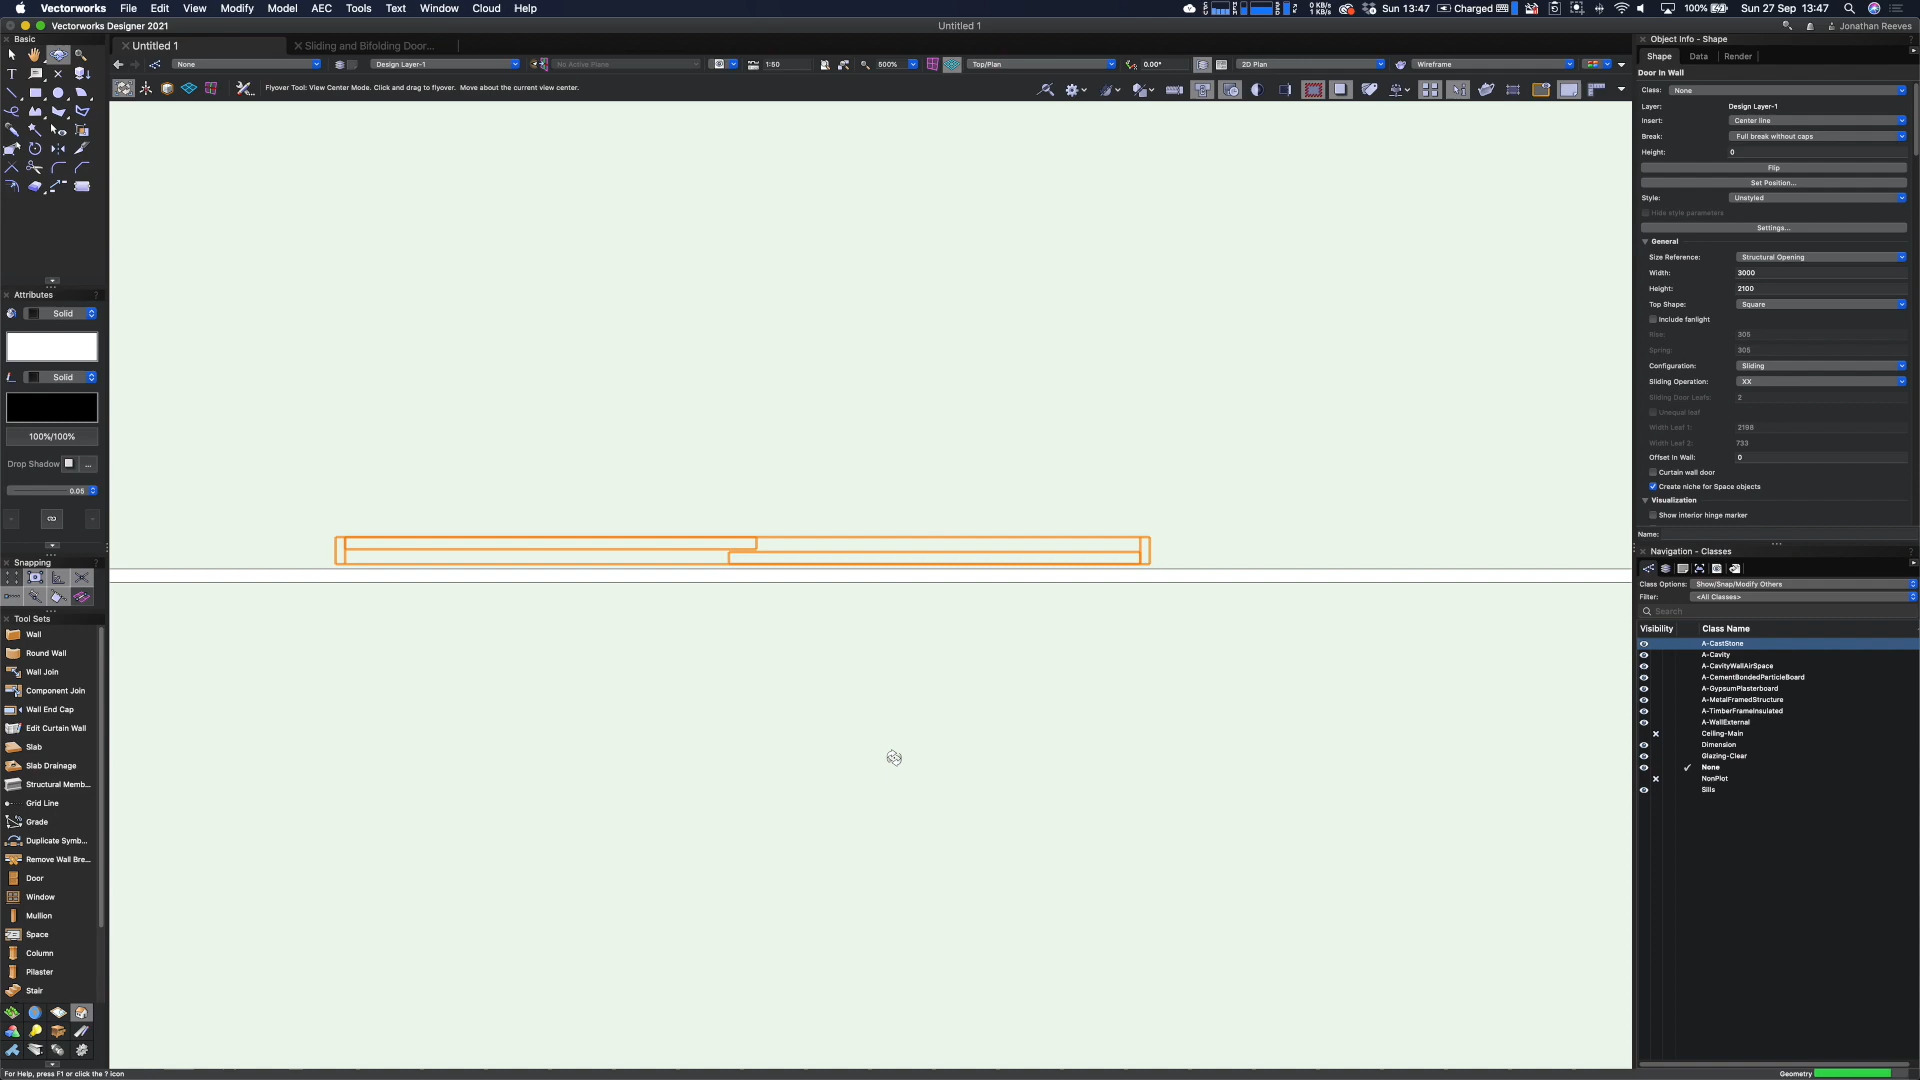 Vectorworks File Edit View Modify Model AEC Tools Text Window Cloud Help
0 KB/s
1 KB/s
Sun 13:47 Charged 100% Sun 27 Sep 13:47
Vectorworks Designer 2021
Untitled 1
Jonathan Reeves
Basic
Untitled 1
Sliding and Bifolding Door...
None
Design Layer-1
No Active Plane
1:50
500%
Top/Plan
0.00°
2D Plan
Wireframe
Flyover Tool: View Center Mode. Click and drag to flyover. Move about the current view center.
Attributes
Solid
Solid
100%/100%
Drop Shadow
...
0.05
Snapping
Tool Sets
Wall
Round Wall
Wall Join
Component Join
Wall End Cap
Edit Curtain Wall
Slab
Slab Drainage
Structural Memb...
Grid Line
Grade
Duplicate Symb...
Remove Wall Bre...
Door
Window
Mullion
Space
Column
Pilaster
Stair
For Help, press F1 or click the ? icon
Object Info - Shape
Shape Data Render
Door In Wall
Class: None
Layer: Design Layer-1
Insert: Center line
Break: Full break without caps
Height: 0
Flip
Set Position...
Style: Unstyled
Hide style parameters
Settings...
General
Size Reference: Structural Opening
Width: 3000
Height: 2100
Top Shape: Square
Include fanlight
Rise: 305
Spring: 305
Configuration: Sliding
Sliding Operation: XX
Sliding Door Leafs: 2
Unequal leaf
Width Leaf 1: 2198
Width Leaf 2: 733
Offset In Wall: 0
Curtain wall door
Create niche for Space objects
Visualization
Show interior hinge marker
Name:
Navigation - Classes
Class Options: Show/Snap/Modify Others
Filter: <All Classes>
Search
Visibility Class Name
A-CastStone
A-Cavity
A-CavityWallAirSpace
A-CementBondedParticleBoard
A-GypsumPlasterboard
A-MetalFramedStructure
A-TimberFrameInsulated
A-WallExternal
Ceiling-Main
Dimension
Glazing-Clear
None
NonPlot
Sills
Geometry